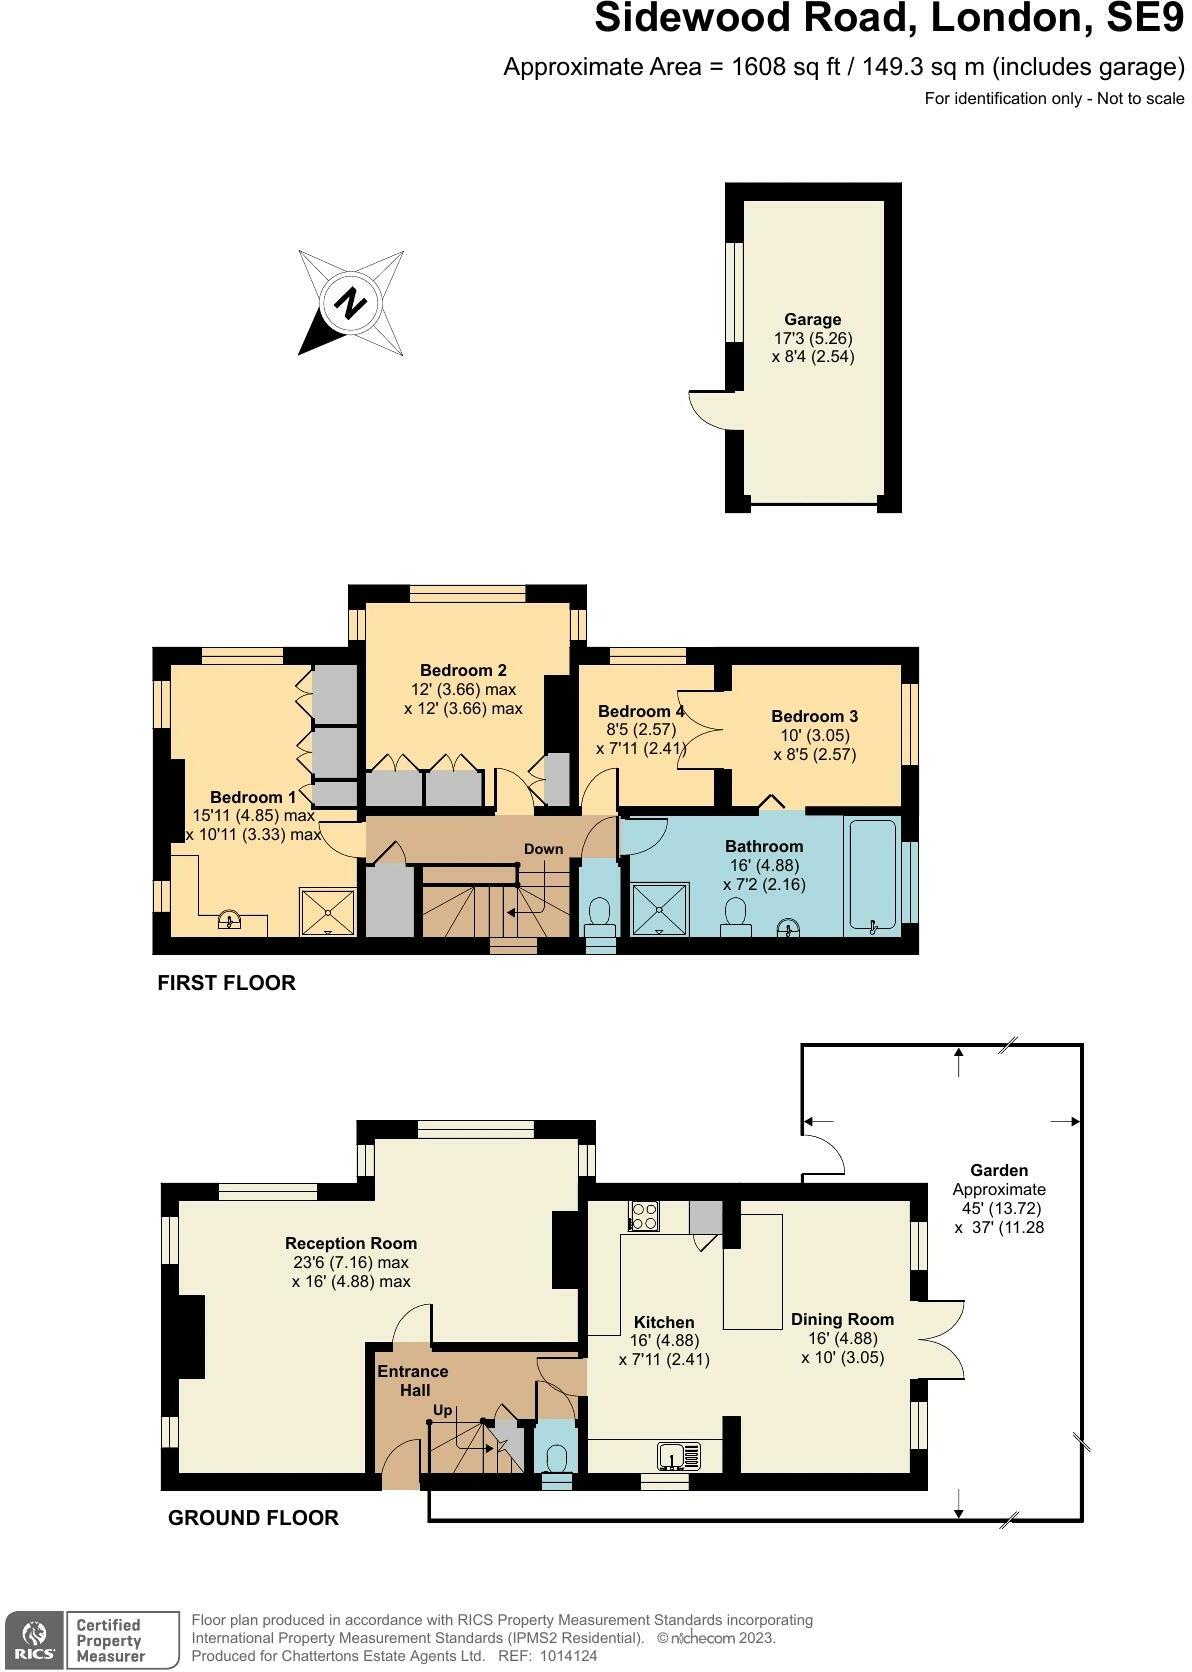 Sidewood Road, London, SE9
Approximate Area = 1608 sq ft / 149.3 sq m (includes garage)
For identification only - Not to scale
N
Garage
17'3 (5.26)
x 8'4 (2.54)
Bedroom 2
12' (3.66) max
x 12' (3.66) max
Bedroom 4
8'5 (2.57)
x 7'11 (2.41)
Bedroom 3
10' (3.05)
x 8'5 (2.57)
Bedroom 1
15'11 (4.85) max
x 10'11 (3.33) max
Down
Bathroom
16' (4.88)
x 7'2 (2.16)
FIRST FLOOR
Garden
Approximate
45' (13.72)
x 37' (11.28
Reception Room
23'6 (7.16) max
x 16' (4.88) max
Kitchen
16' (4.88)
x 7'11 (2.41)
Dining Room
16' (4.88)
x 10' (3.05)
Entrance
Hall
Up
GROUND FLOOR
RICS
Certified
Property
Measurer
Floor plan produced in accordance with RICS Property Measurement Standards incorporating
International Property Measurement Standards (IPMS2 Residential). © nichecom 2023.
Produced for Chattertons Estate Agents Ltd. REF: 1014124